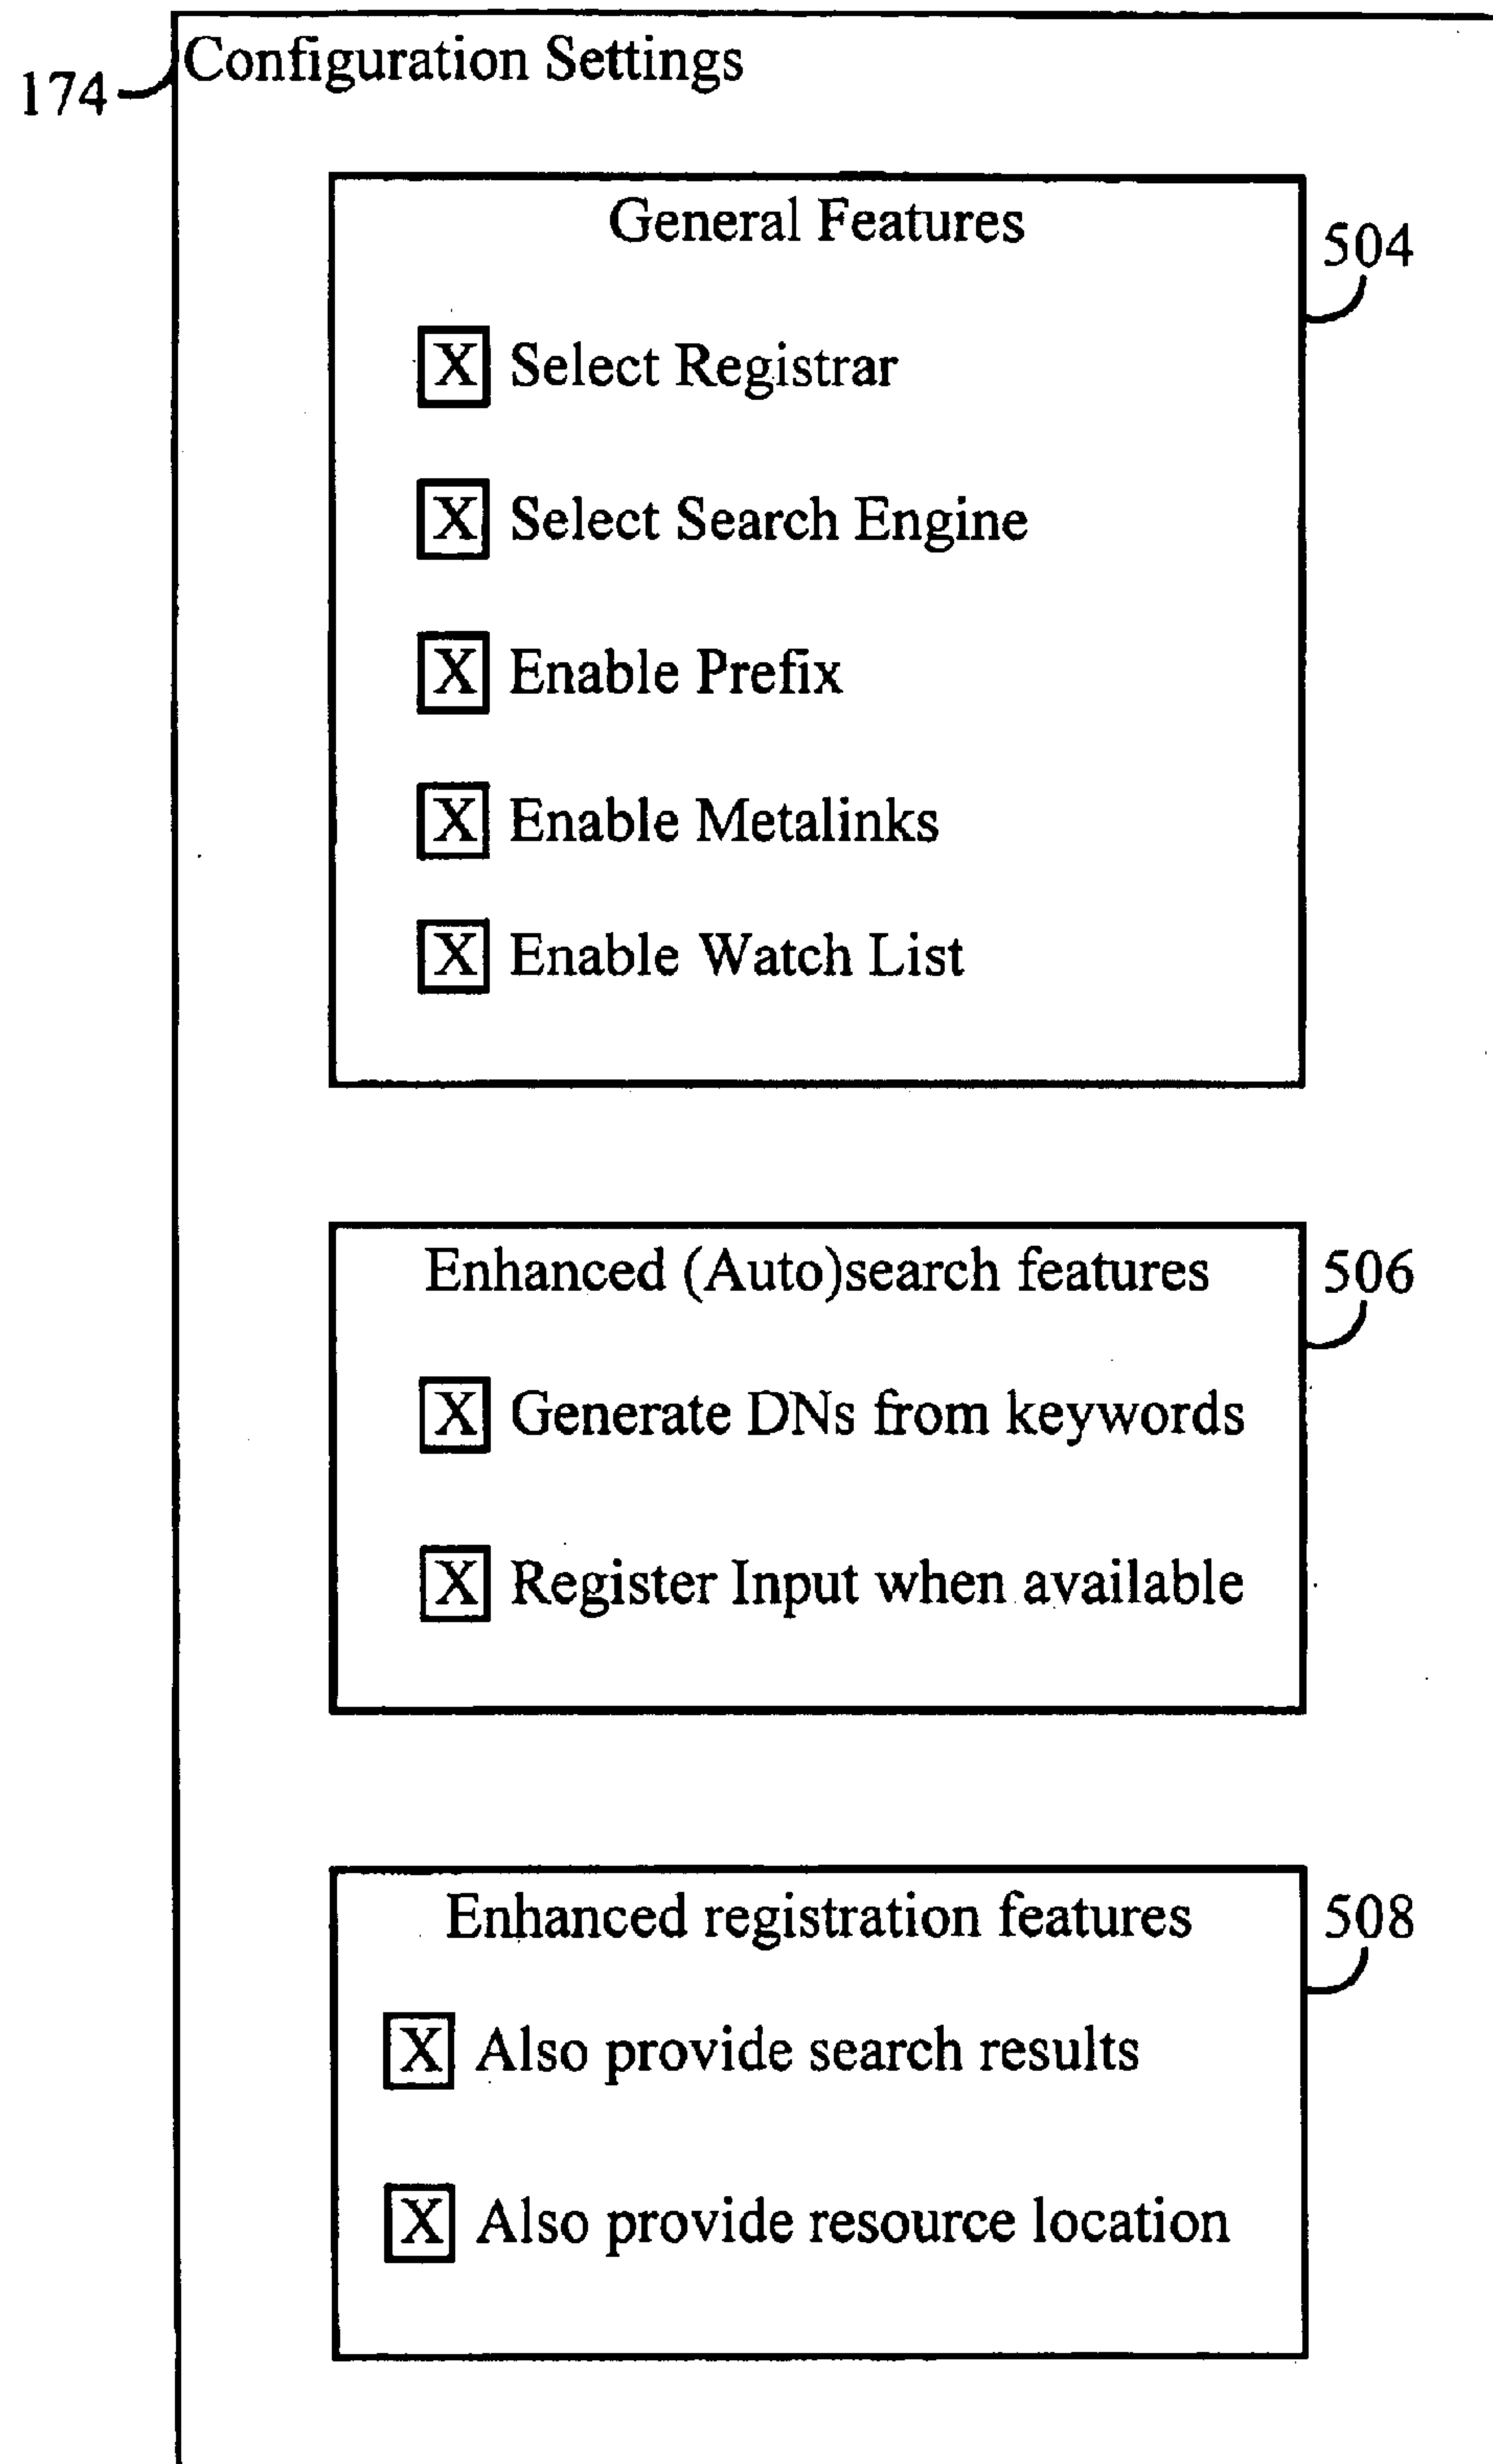 Configuration Settings
174
General Features
504
X Select Registrar
X Select Search Engine
X Enable Prefix
X Enable Metalinks
X Enable Watch List
Enhanced (Auto)search features
506
X Generate DNs from keywords
X Register Input when available
Enhanced registration features
508
X Also provide search results
X Also provide resource location